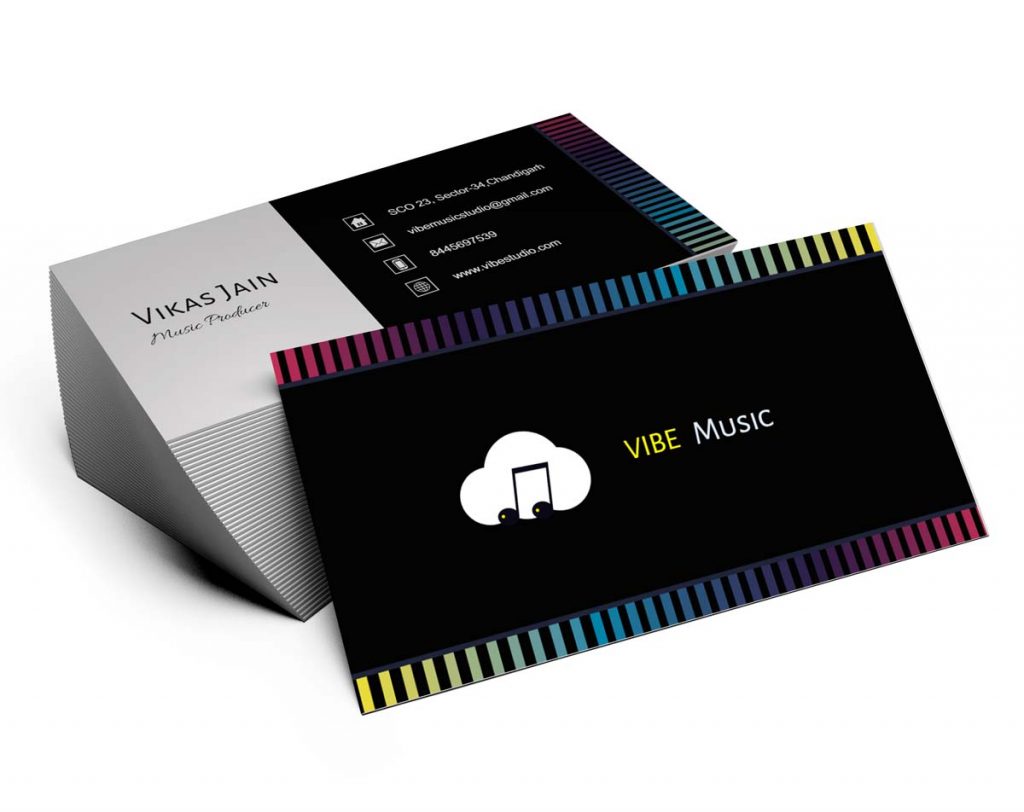 Vikas Jain
Music Producer
SCO 23, Sector-34,Chandigarh
vibemusicstudio@gmail.com
8445697539
www.vibestudio.com
VIBE Music